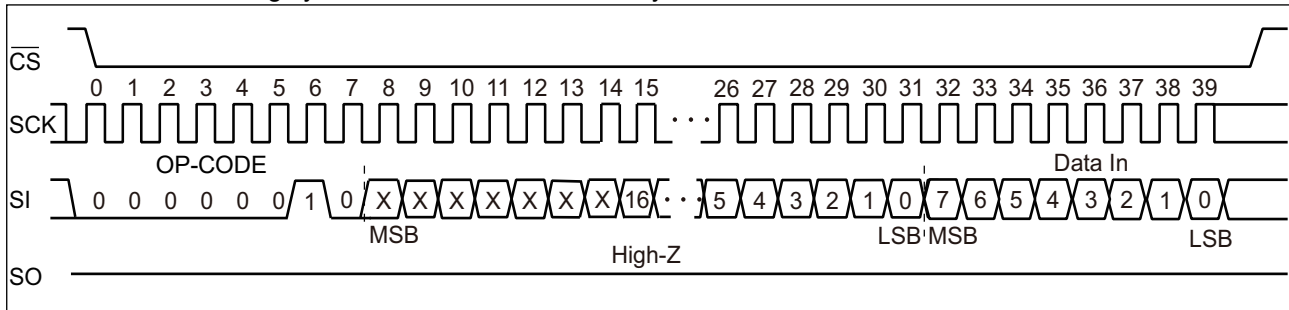 CS
0 1 2 3 4 5 6 7 8 9 10 11 12 13 14 15 26 27 28 29 30 31 32 33 34 35 36 37 38 39
SCK ···
OP-CODE Data In
SI 0 0 0 0 0 0 1 0 X X X X X X X 16 ··· 5 4 3 2 1 0 7 6 5 4 3 2 1 0
MSB LSB MSB LSB
High-Z
SO